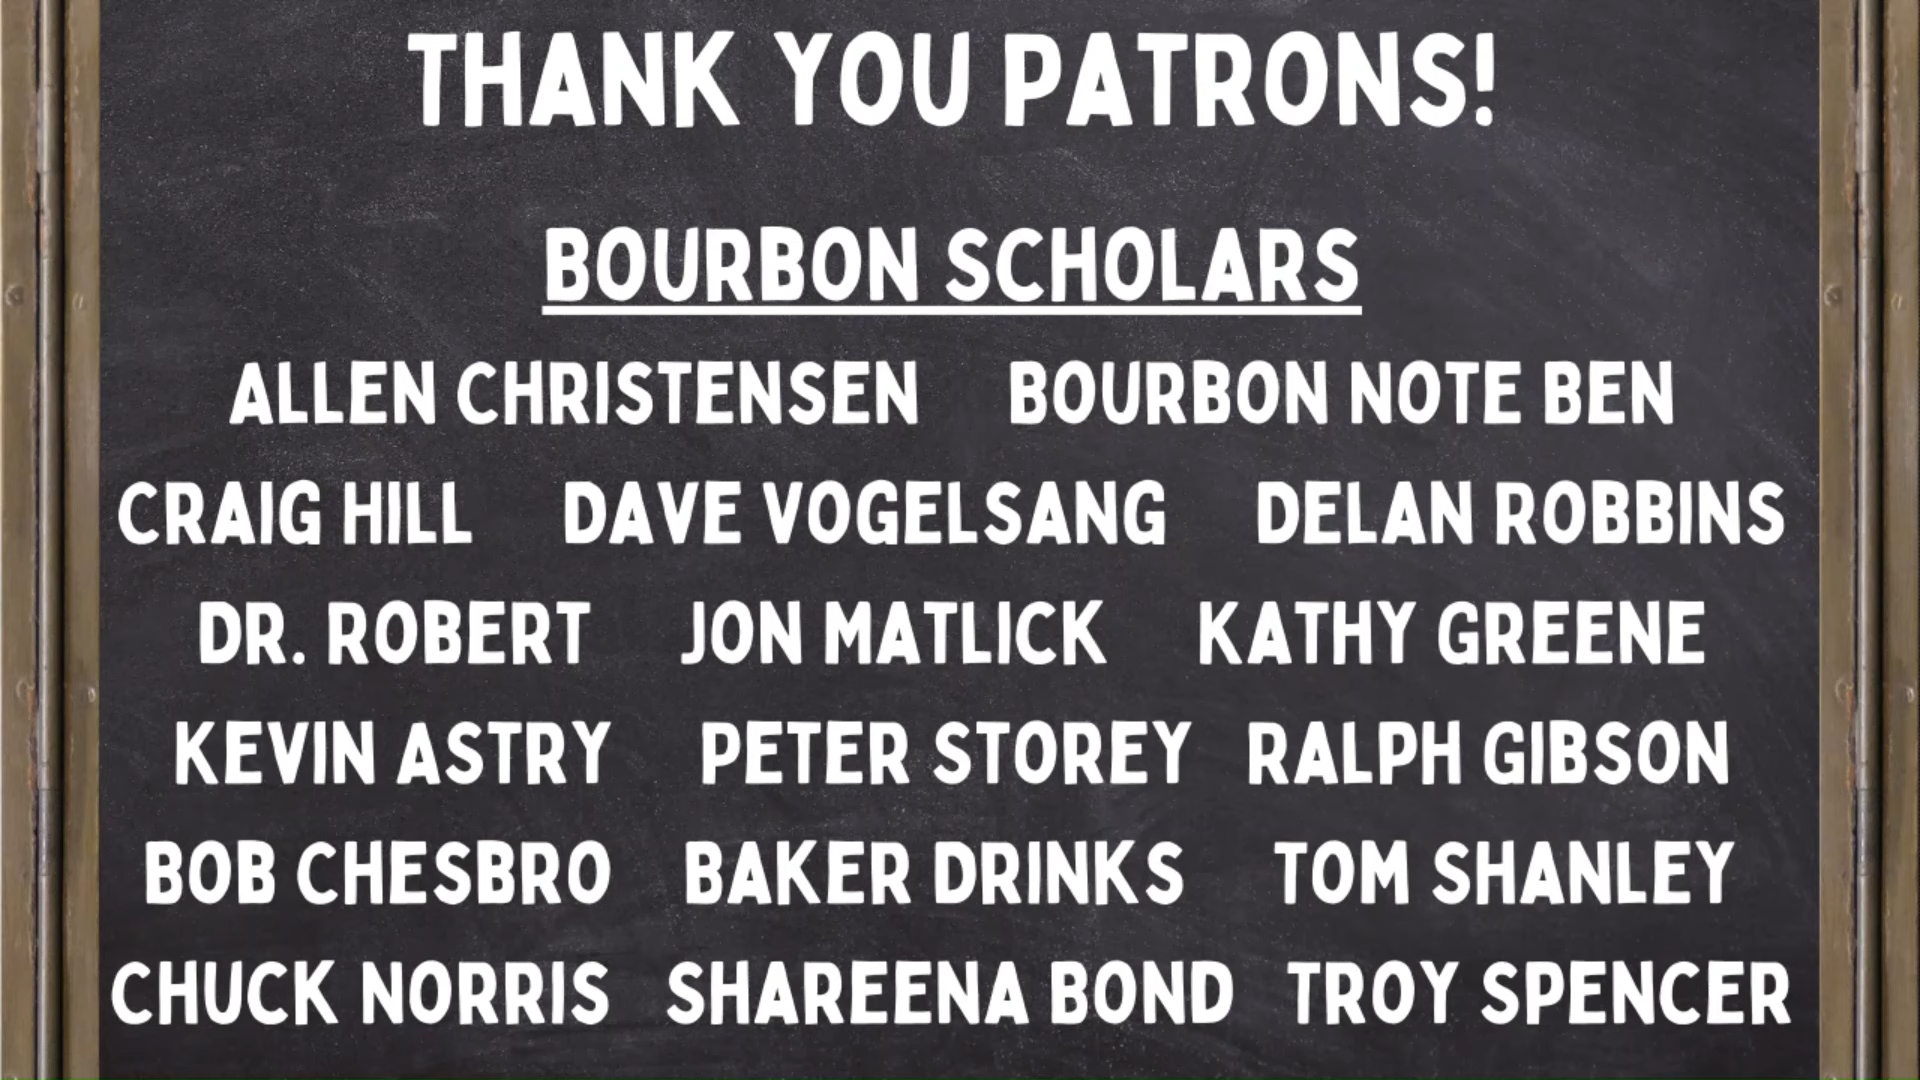 THANK YOU PATRONS!
BOURBON SCHOLARS
ALLEN CHRISTENSEN BOURBON NOTE BEN
CRAIG HILL DAVE VOGELSANG DELAN ROBBINS
DR. ROBERT JON MATLICK KATHY GREENE
KEVIN ASTRY PETER STOREY RALPH GIBSON
BOB CHESBRO BAKER DRINKS TOM SHANLEY
CHUCK NORRIS SHAREENA BOND TROY SPENCER